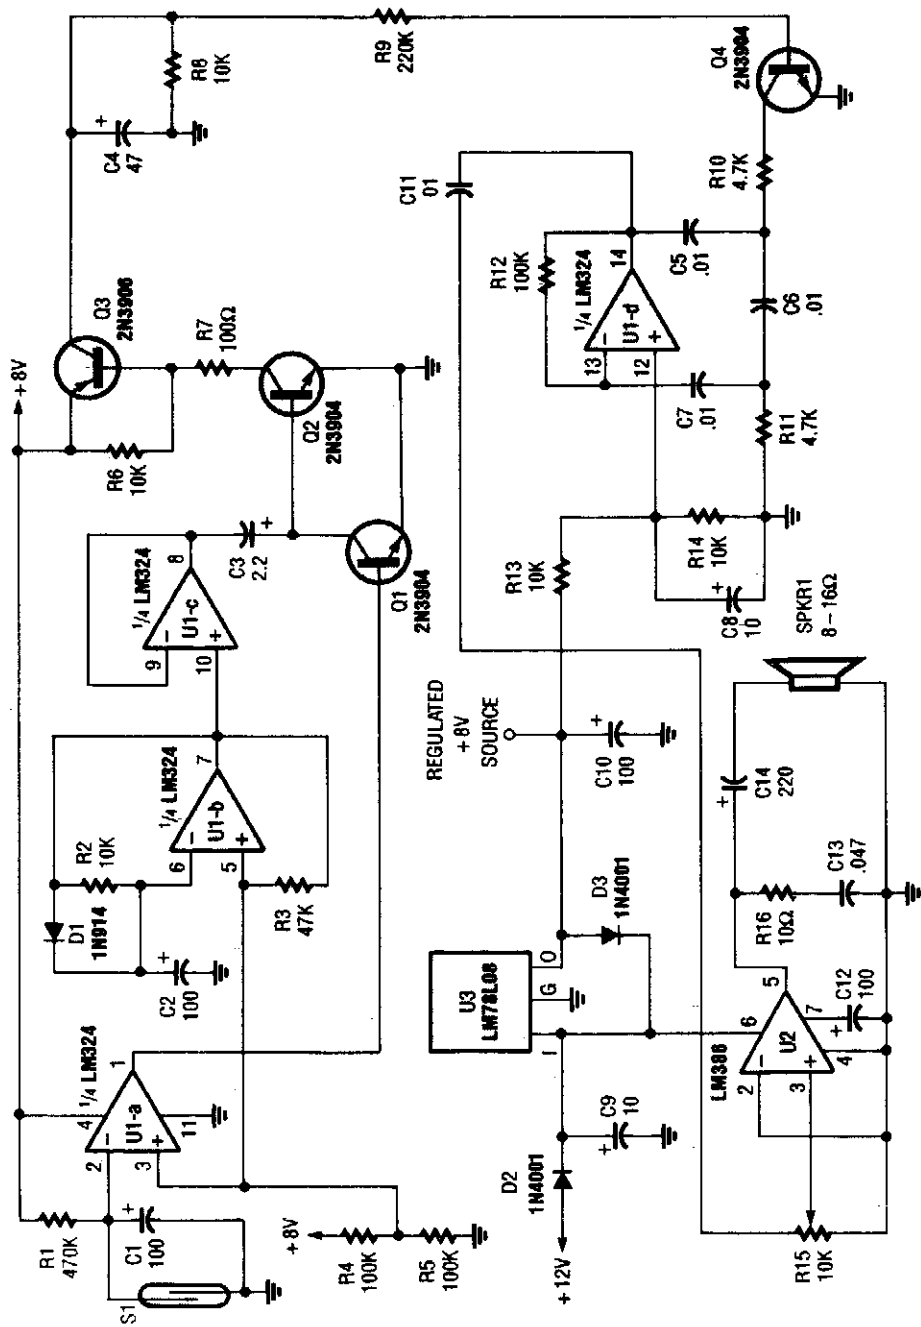 +8V
R1
470K
S1
C1
100
2
3
4
11
1
U1-a
1/4 LM324
+8V
R4
100K
R5
100K
D1
1N914
R2
10K
C2
100
6
5
7
U1-b
1/4 LM324
R3
47K
9
10
8
U1-c
1/4 LM324
C3
2.2
+
Q1
2N3904
Q2
2N3904
R6
10K
R7
100Ω
Q3
2N3906
C4
47
+
R8
10K
R9
220K
Q4
2N3904
R10
4.7K
C11
.01
R12
100K
1/4 LM324
U1-d
13
12
14
C5
.01
C6
.01
C7
.01
R11
4.7K
R13
10K
R14
10K
C8
10
+
REGULATED
+8V
SOURCE
C10
100
+
D3
1N4001
U3
LM78L08
I
G
O
D2
1N4001
+12V
C9
10
+
LM386
U2
2
3
6
5
7
4
C12
100
+
R15
10K
R16
10Ω
C13
.047
C14
220
+
SPKR1
8-16Ω